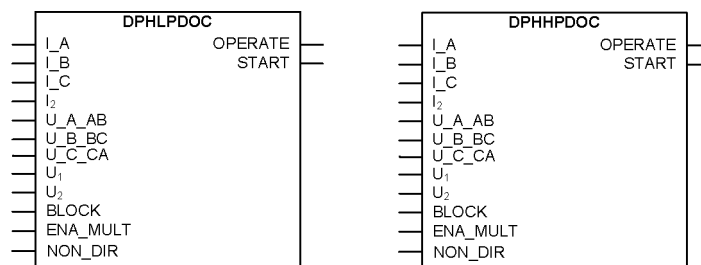 DPHLPDOC
I_A OPERATE
I_B START
I_C
I₂
U_A_AB
U_B_BC
U_C_CA
U₁
U₂
BLOCK
ENA_MULT
NON_DIR
DPHHPDOC
I_A OPERATE
I_B START
I_C
I₂
U_A_AB
U_B_BC
U_C_CA
U₁
U₂
BLOCK
ENA_MULT
NON_DIR